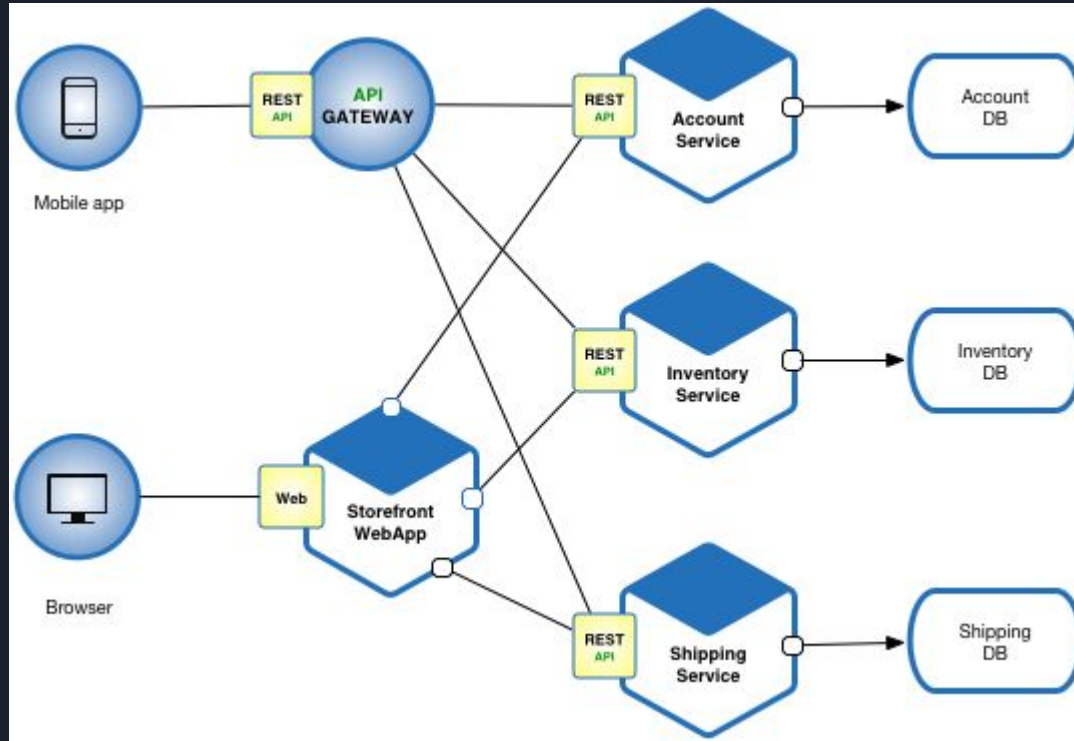 REST
API
API
GATEWAY
REST
API
Account
Service
Account
DB
Mobile app
REST
API
Inventory
Service
Inventory
DB
Web
Storefront
WebApp
Browser
REST
API
Shipping
Service
Shipping
DB